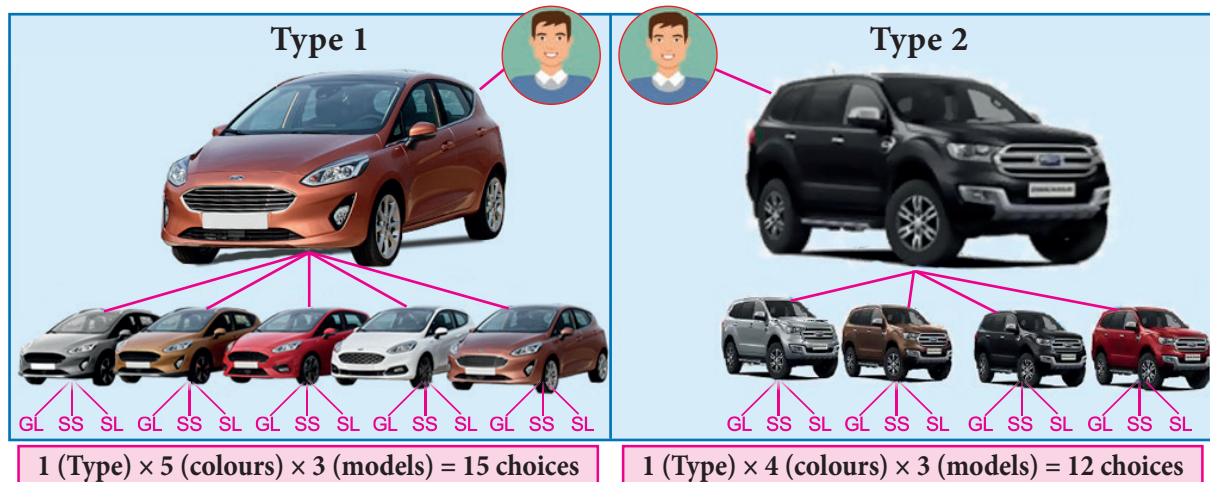 Type 1
Type 2
GL SS SL GL SS SL GL SS SL GL SS SL GL SS SL
GL SS SL GL SS SL GL SS SL GL SS SL
1 (Type) × 5 (colours) × 3 (models) = 15 choices
1 (Type) × 4 (colours) × 3 (models) = 12 choices